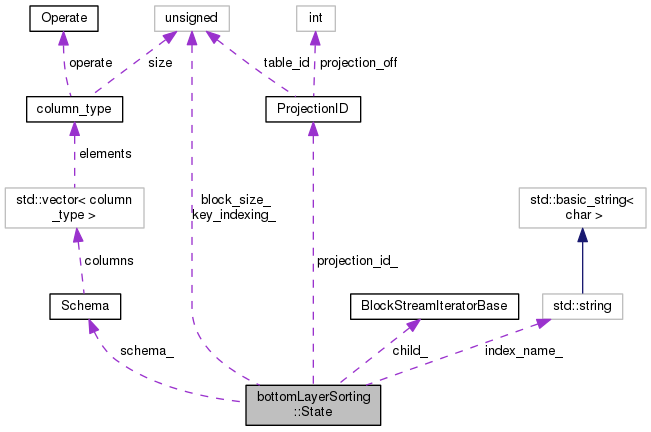 Operate
unsigned
int
operate
size
table_id
projection_off
column_type
ProjectionID
elements
std::vector< column
_type >
block_size_
key_indexing_
std::basic_string<
char >
columns
projection_id_
Schema
BlockStreamIteratorBase
std::string
schema_
child_
index_name_
bottomLayerSorting
::State